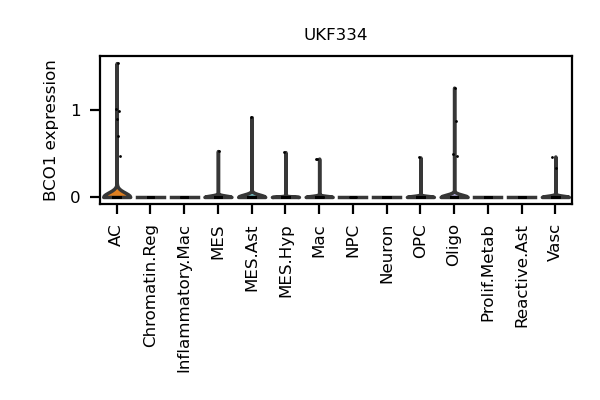 UKF334
BCO1 expression
1
0
AC
Chromatin.Reg
Inflammatory.Mac
MES
MES.Ast
MES.Hyp
Mac
NPC
Neuron
OPC
Oligo
Prolif.Metab
Reactive.Ast
Vasc